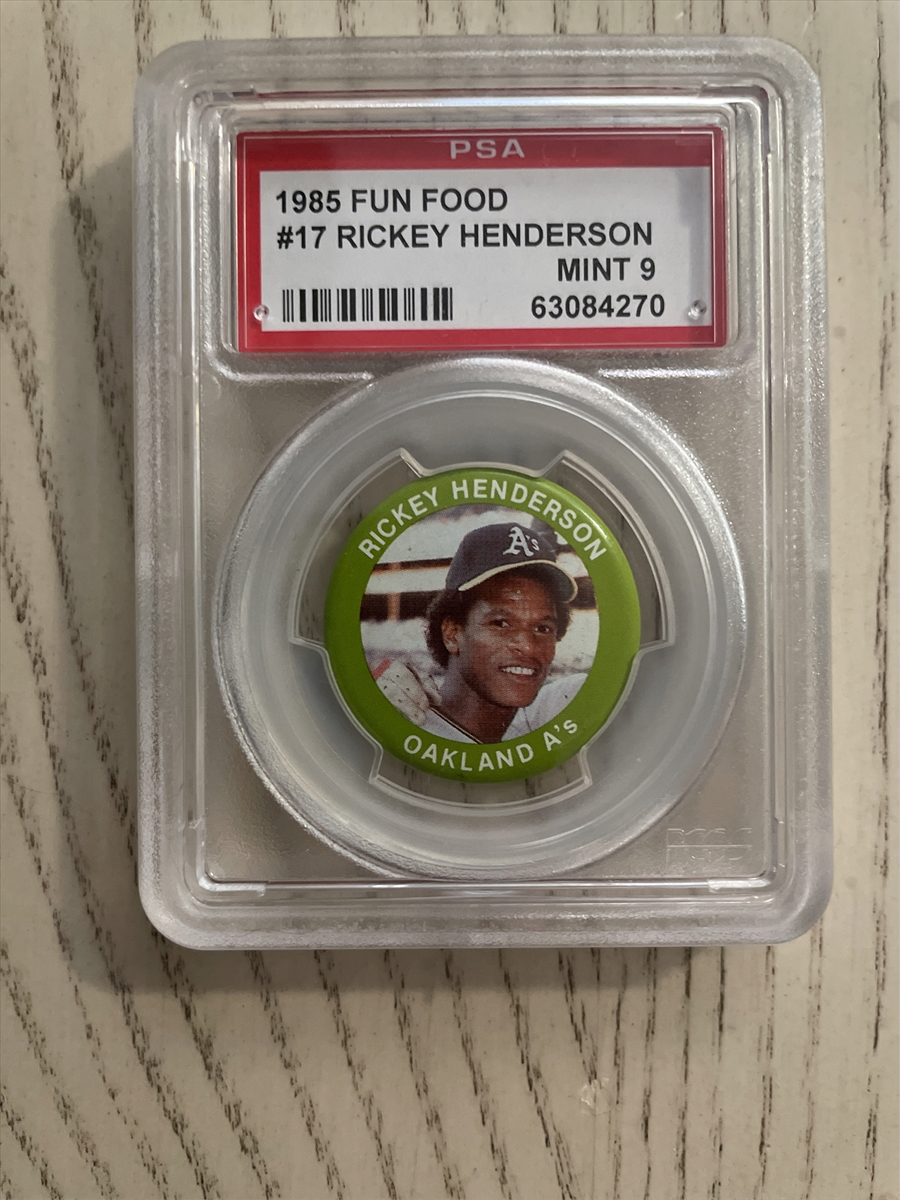 PSA
1985 FUN FOOD
#17 RICKEY HENDERSON
MINT 9
63084270
RICKEY HENDERSON
A's
OAKLAND A's